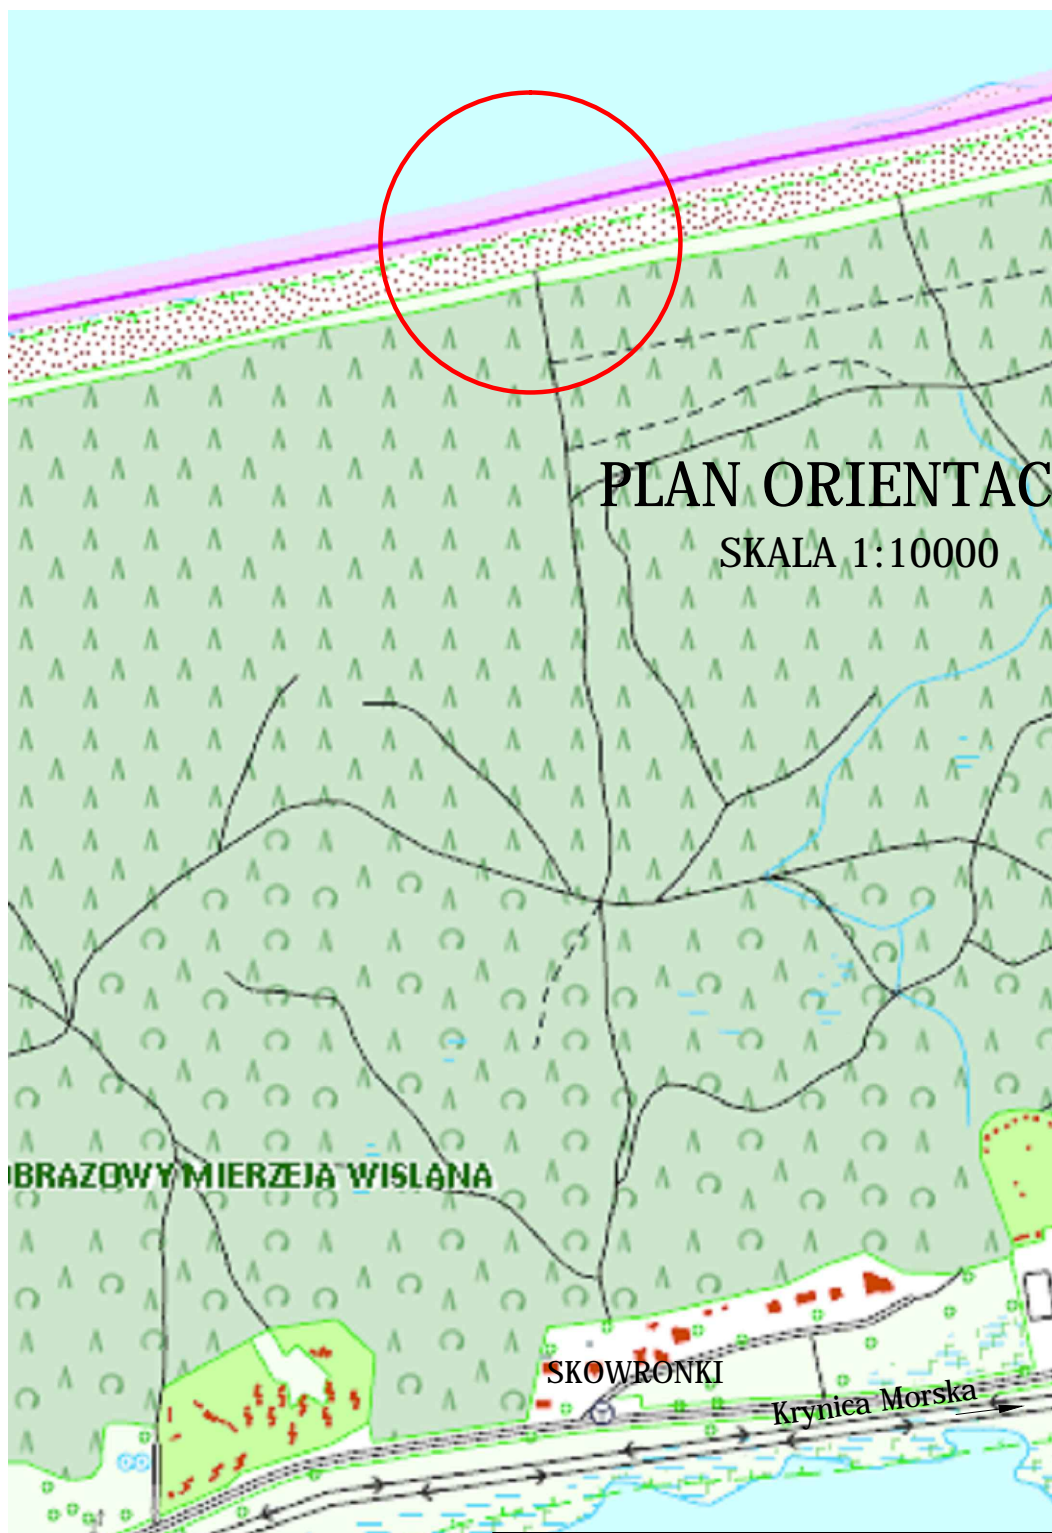 PLAN ORIENTAC
SKALA 1:10000
OBRAZOWY MIERZEJA WISLANA
SKOWRONKI
Krynica Morska